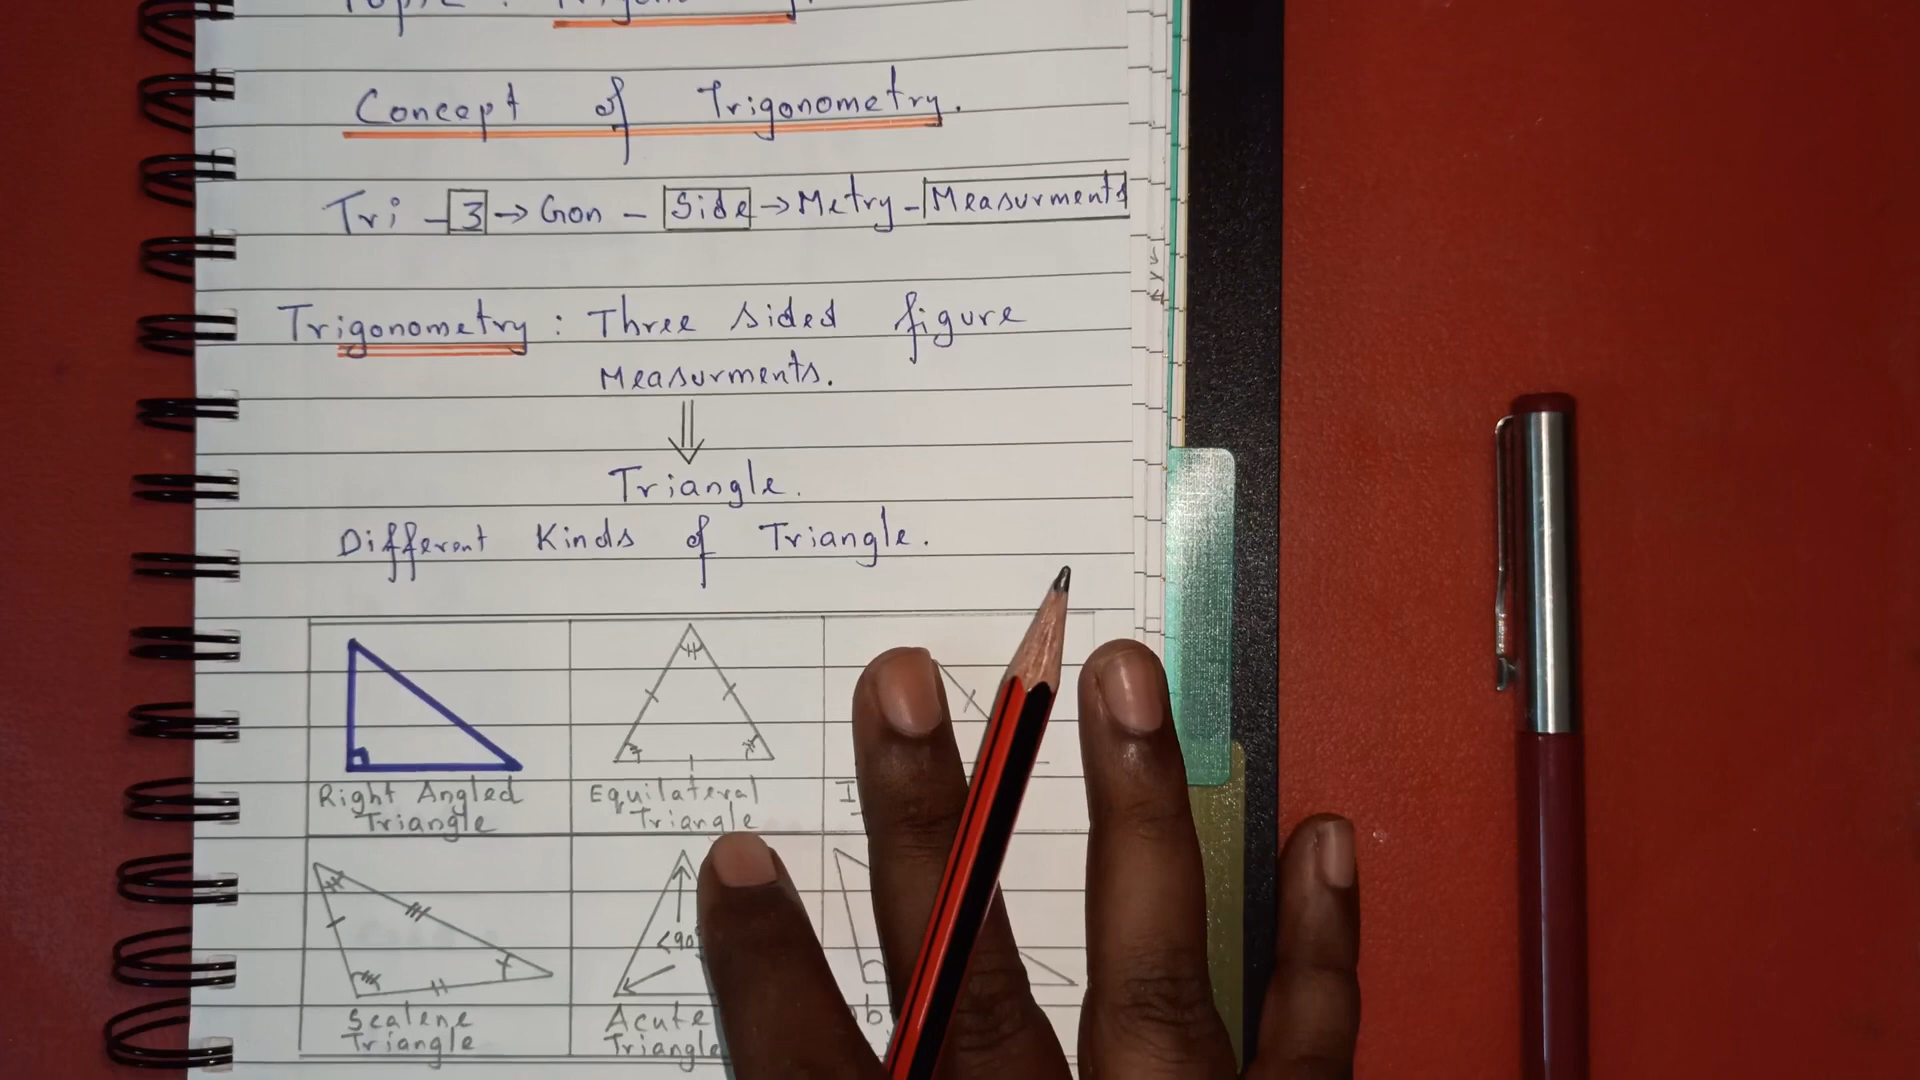 Concept of Trigonometry.
Tri - 3 → Gon - Side → Metry - Measurments
Trigonometry : Three sided figure
Measurments.
Triangle.
Different Kinds of Triangle.
Right Angled
Triangle
Equilateral
Triangle
Scalene
Triangle
<90°
Acute
Triangle